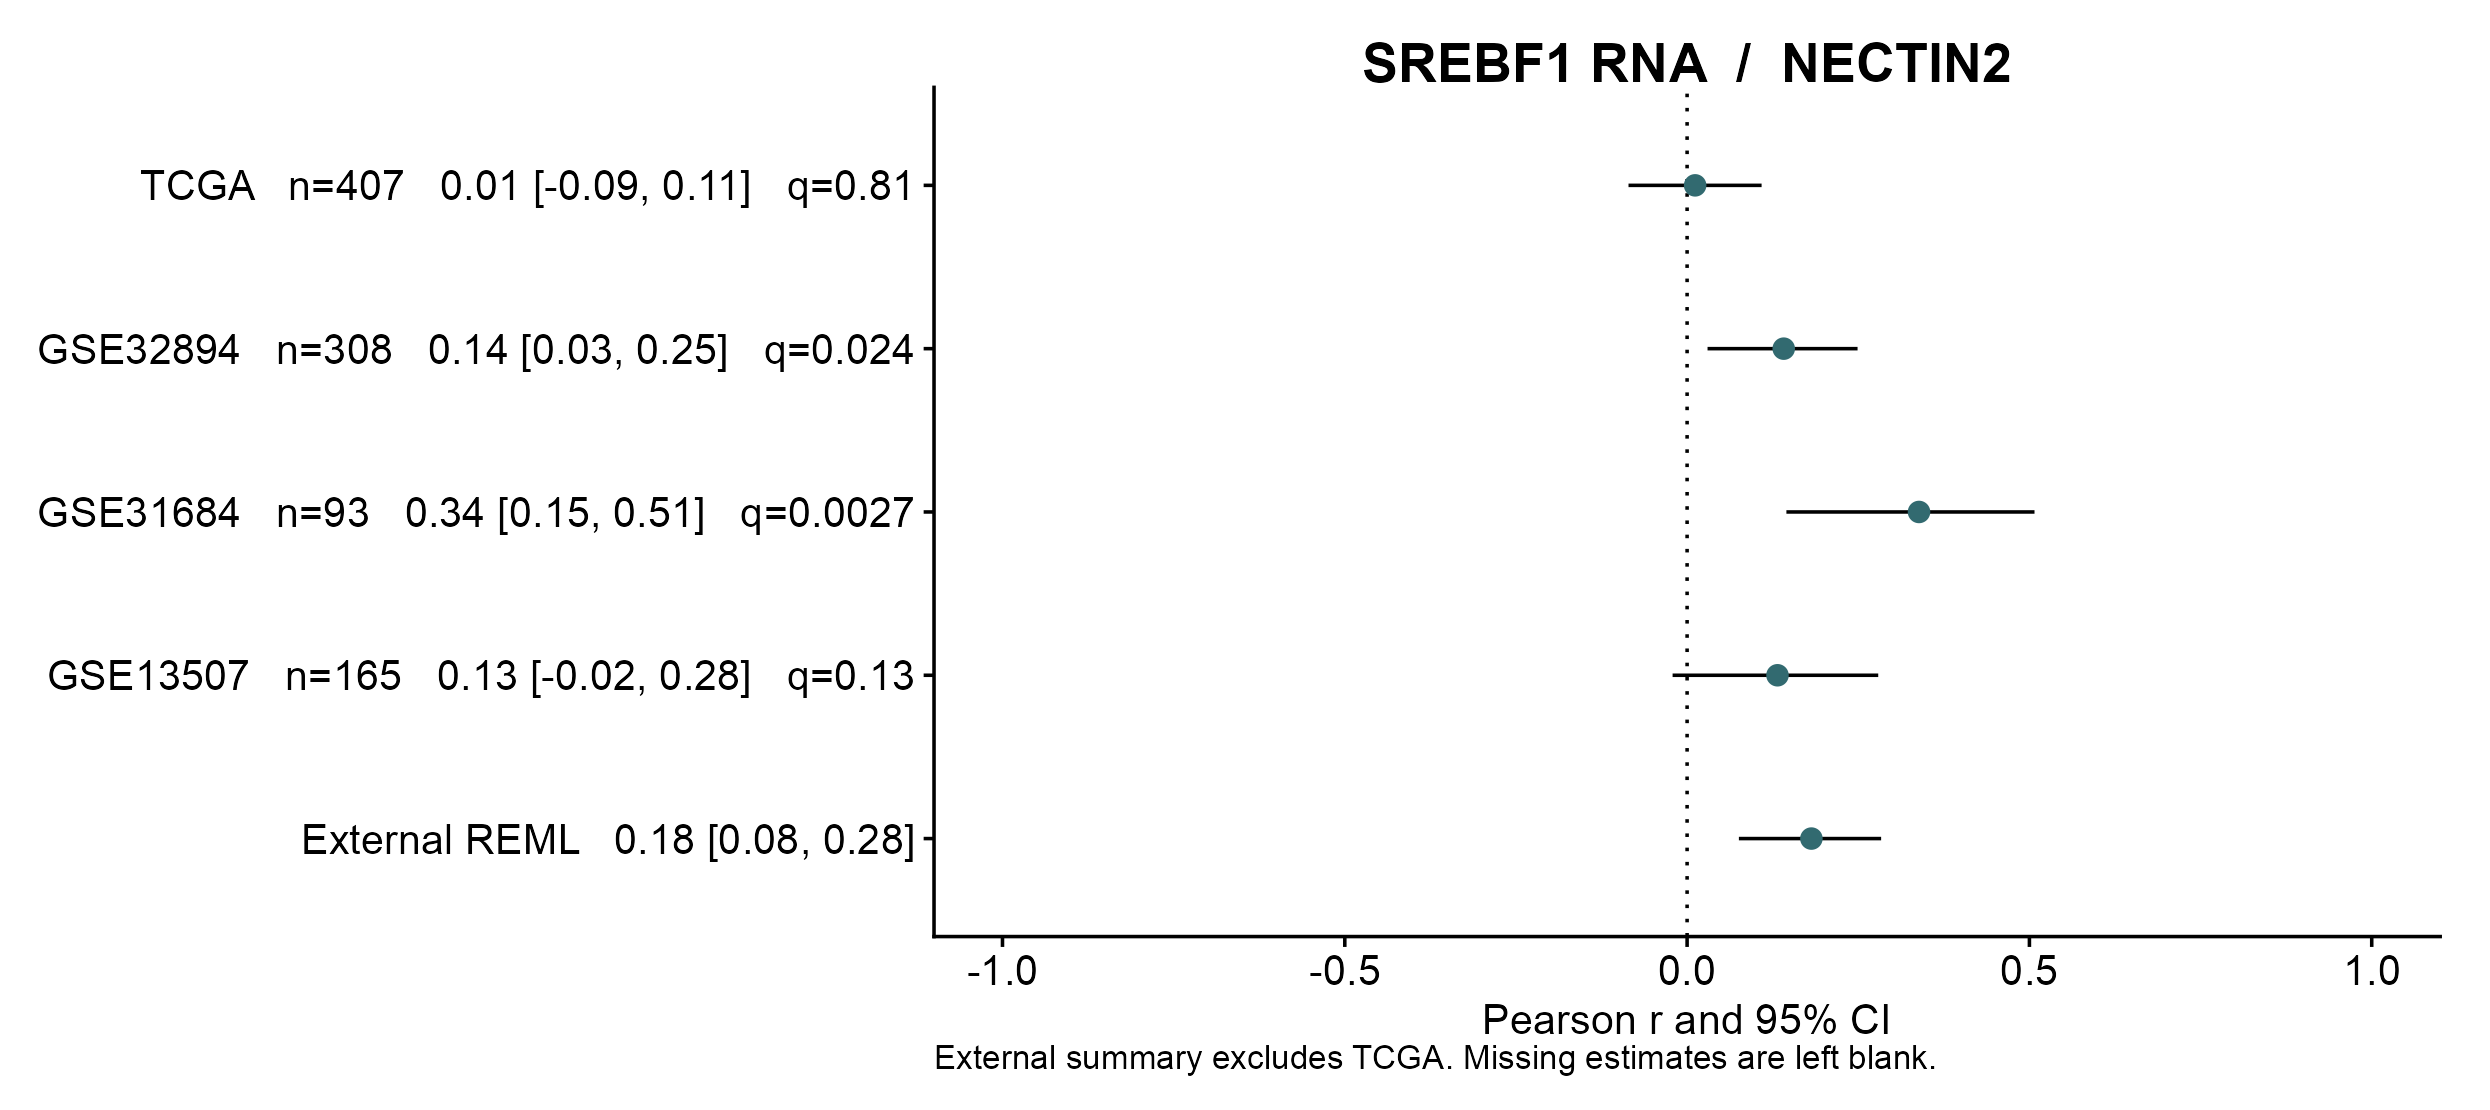 SREBF1 RNA / NECTIN2
TCGA n=407 0.01 [-0.09, 0.11] q=0.81
GSE32894 n=308 0.14 [0.03, 0.25] q=0.024
GSE31684 n=93 0.34 [0.15, 0.51] q=0.0027
GSE13507 n=165 0.13 [-0.02, 0.28] q=0.13
External REML 0.18 [0.08, 0.28]
-1.0 -0.5 0.0 0.5 1.0
Pearson r and 95% CI
External summary excludes TCGA. Missing estimates are left blank.